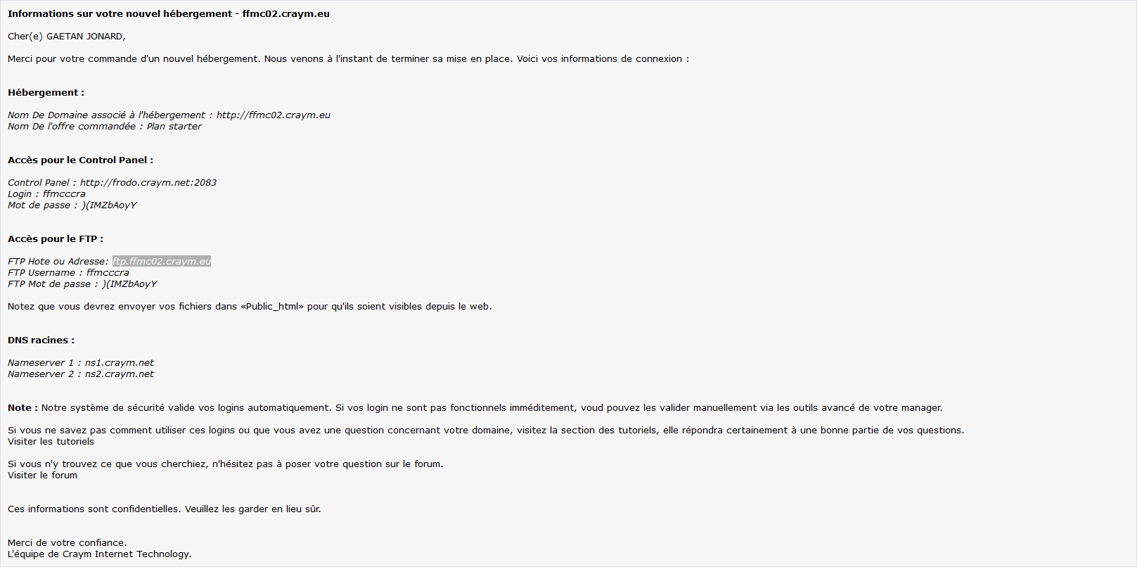 Informations sur votre nouvel hébergement - ffmc02.craym.eu
Cher(e) GAETAN JONARD,
Merci pour votre commande d'un nouvel hébergement. Nous venons à l'instant de terminer sa mise en place. Voici vos informations de connexion :
Hébergement :
Nom De Domaine associé à l'hébergement : http://ffmc02.craym.eu
Nom De l'offre commandée : Plan starter
Accès pour le Control Panel :
Control Panel : http://frodo.craym.net:2083
Login : ffmcccra
Mot de passe : )(IMZbAoyY
Accès pour le FTP :
FTP Hote ou Adresse: ftp.ffmc02.craym.eu
FTP Username : ffmcccra
FTP Mot de passe : )(IMZbAoyY
Notez que vous devrez envoyer vos fichiers dans «Public_html» pour qu'ils soient visibles depuis le web.
DNS racines :
Nameserver 1 : ns1.craym.net
Nameserver 2 : ns2.craym.net
Note : Notre système de sécurité valide vos logins automatiquement. Si vos login ne sont pas fonctionnels imméditement, voud pouvez les valider manuellement via les outils avancé de votre manager.
Si vous ne savez pas comment utiliser ces logins ou que vous avez une question concernant votre domaine, visitez la section des tutoriels, elle répondra certainement à une bonne partie de vos questions.
Visiter les tutoriels
Si vous n'y trouvez ce que vous cherchiez, n'hésitez pas à poser votre question sur le forum.
Visiter le forum
Ces informations sont confidentielles. Veuillez les garder en lieu sûr.
Merci de votre confiance.
L'équipe de Craym Internet Technology.